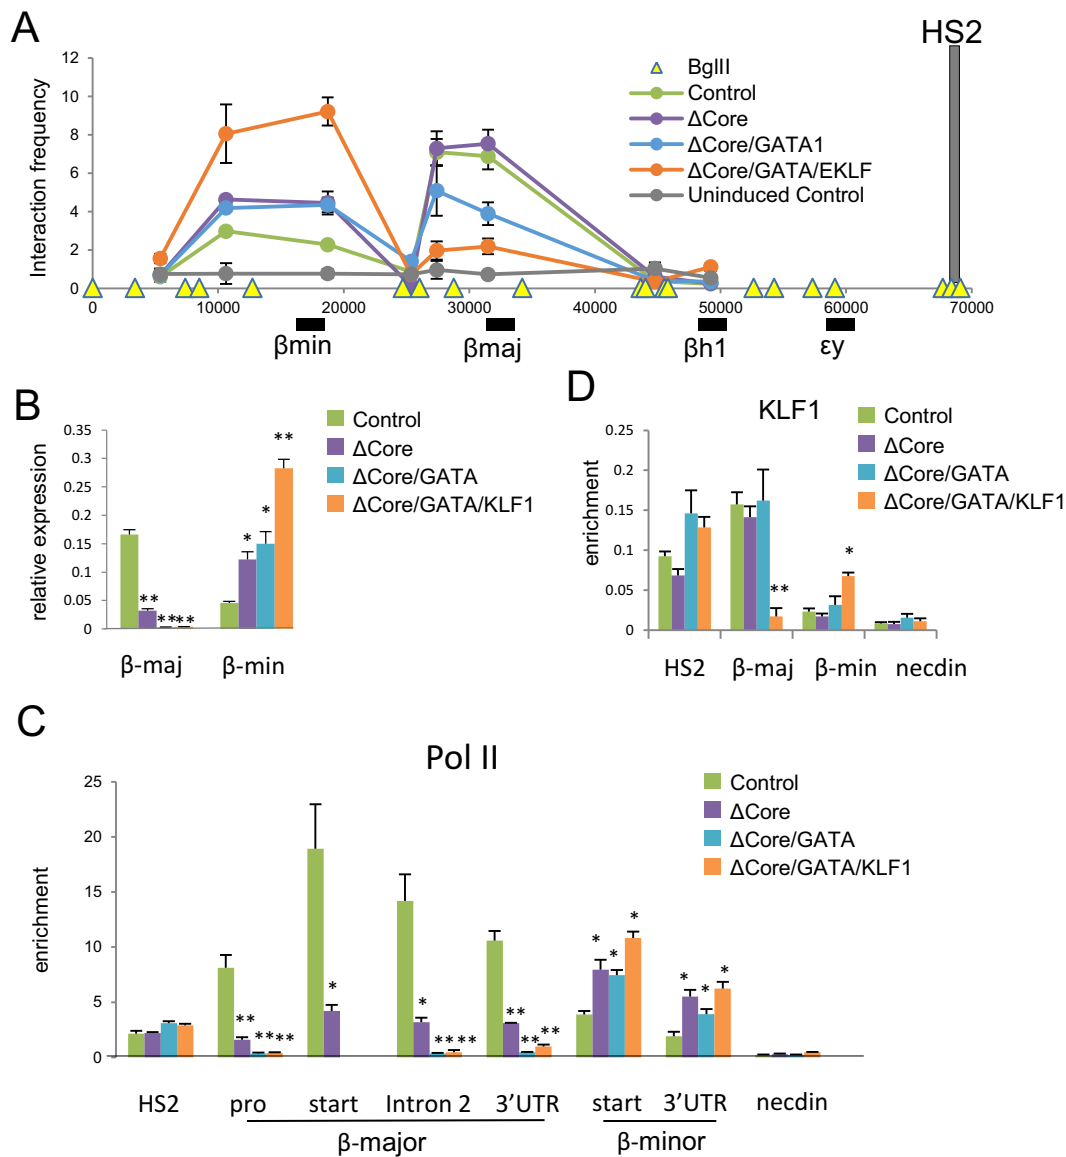 A
HS2
12
10
8
6
4
2
0
Interaction frequency
BglII
Control
ΔCore
ΔCore/GATA1
ΔCore/GATA/EKLF
Uninduced Control
0 10000 20000 30000 40000 50000 60000 70000
βmin βmaj βh1 εy
B
0.35
0.3
0.25
0.2
0.15
0.1
0.05
0
relative expression
Control
ΔCore
ΔCore/GATA
ΔCore/GATA/KLF1
** ** ** * * **
β-maj β-min
D
KLF1
0.25
0.2
0.15
0.1
0.05
0
enrichment
Control
ΔCore
ΔCore/GATA
ΔCore/GATA/KLF1
** *
HS2 β-maj β-min necdin
C
Pol II
25
20
15
10
5
0
enrichment
Control
ΔCore
ΔCore/GATA
ΔCore/GATA/KLF1
** ** ** * * ** ** ** ** ** * * * * * *
HS2 pro start Intron 2 3’UTR start 3’UTR necdin
β-major β-minor